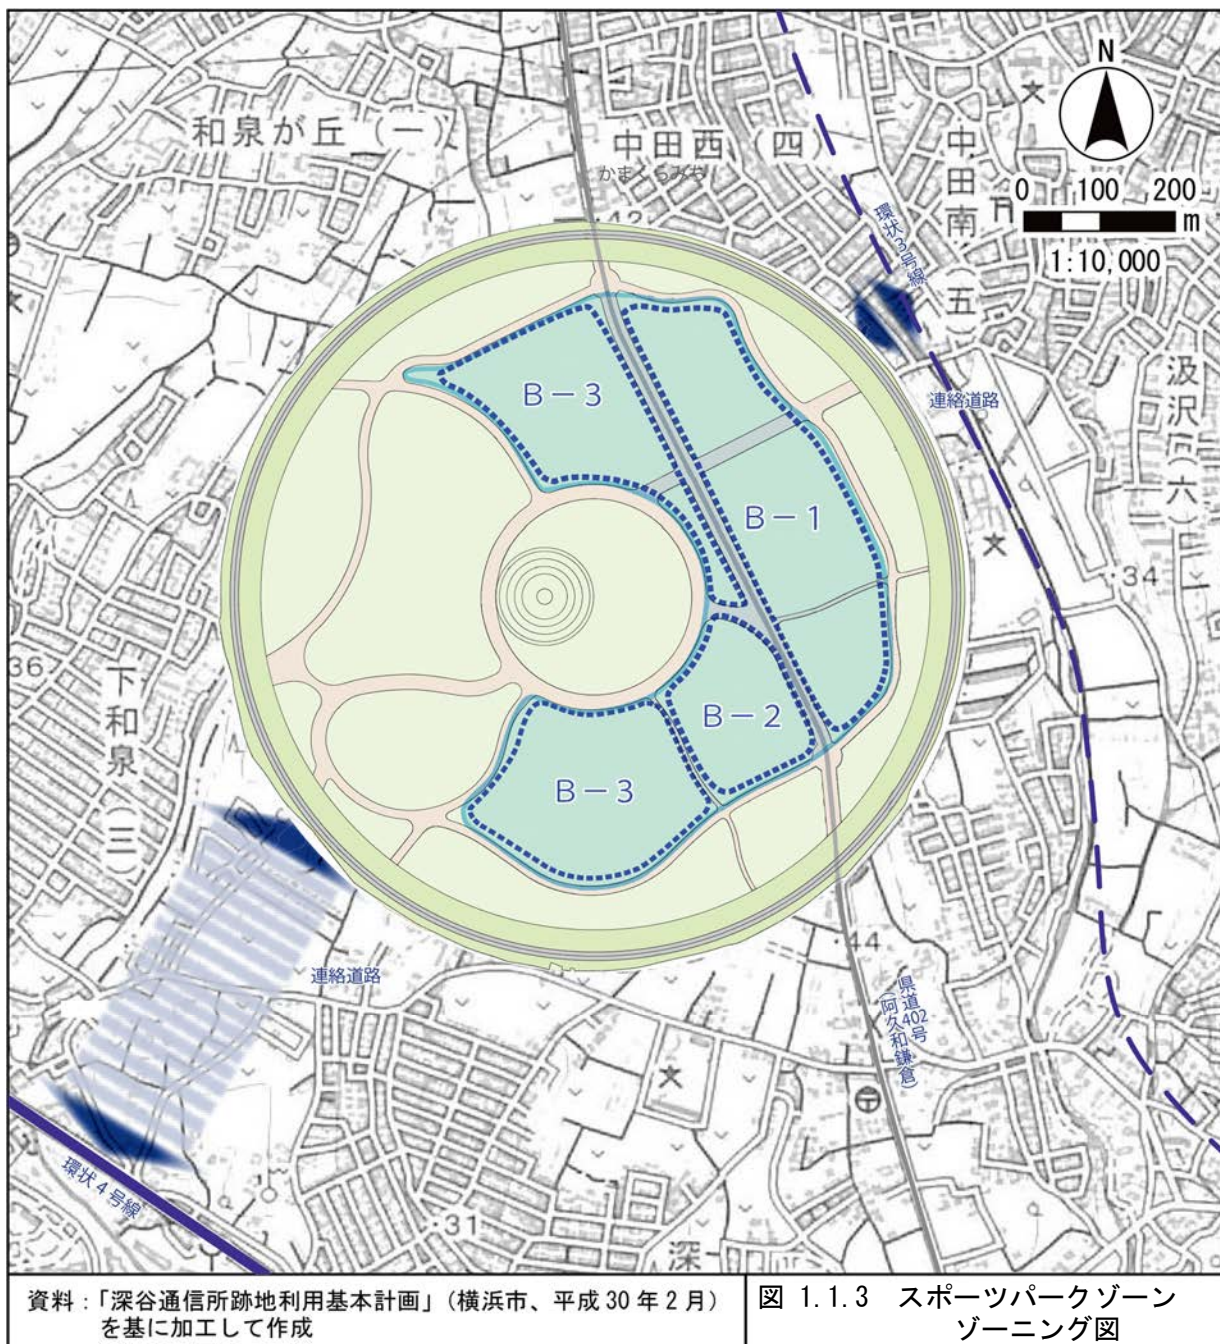 和泉が丘(一)
中田西(四)
かまくらみち
42
N
0 100 200
m
1:10,000
中田南(五)
環状3号線
汲沢(六)
連絡道路
B-3
B-1
34
36
下和泉(三)
B-2
B-3
連絡道路
44
県道402号
(阿久和鎌倉)
環状4号線
31
深
資料：「深谷通信所跡地利用基本計画」(横浜市、平成30年2月)
を基に加工して作成
図 1.1.3 スポーツパークゾーン
ゾーニング図